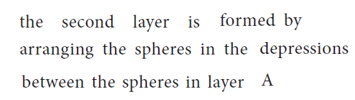 the second layer is formed by
arranging the spheres in the depressions
between the spheres in layer A